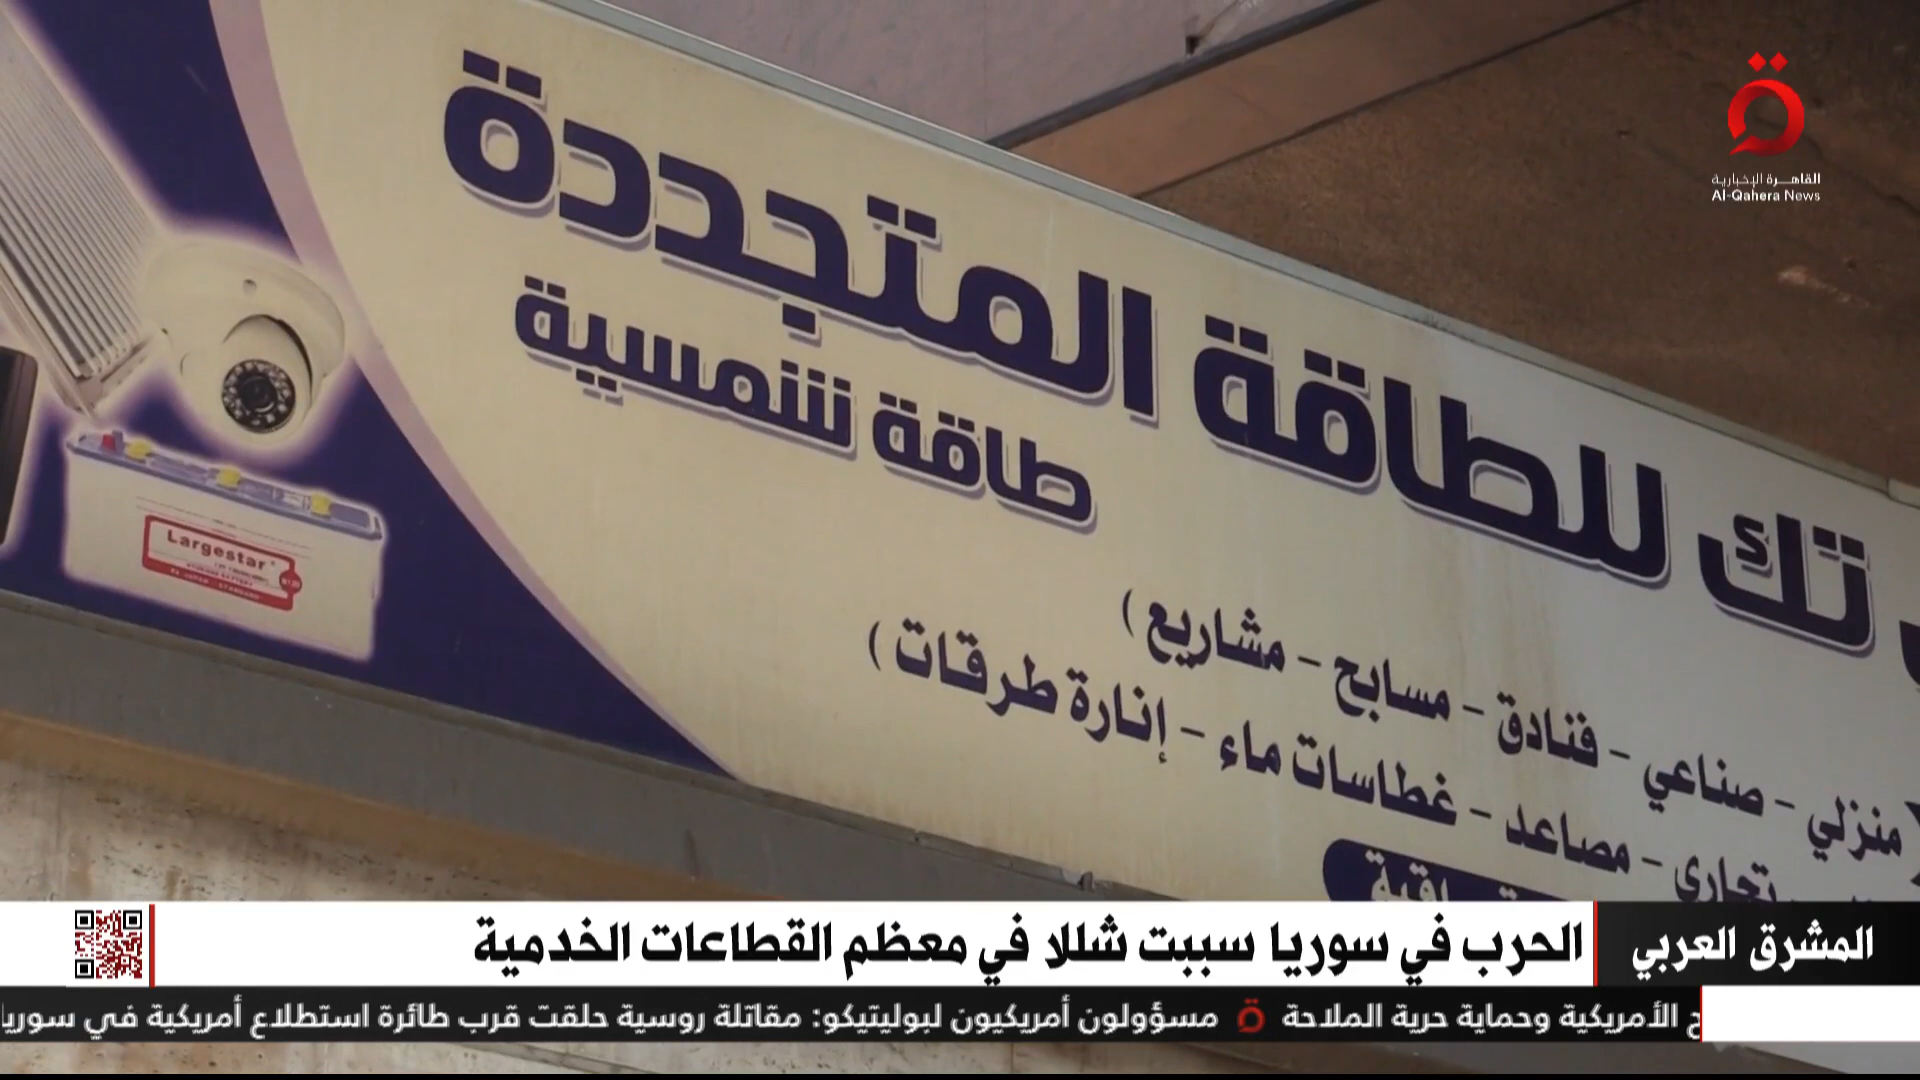 القاهرة الإخبارية
Al-Qahera News
تك للطاقة المتجددة
طاقة شمسية
منزلي - صناعي - فنادق - مسابح - مشاريع )
تجاري - مصاعد - غطاسات ماء - إنارة طرقات )
Largestar
المشرق العربي
الحرب في سوريا سببت شللا في معظم القطاعات الخدمية
الأمريكية وحماية حرية الملاحة
مسؤولون أمريكيون لبوليتيكو: مقاتلة روسية حلقت قرب طائرة استطلاع أمريكية في سوريا